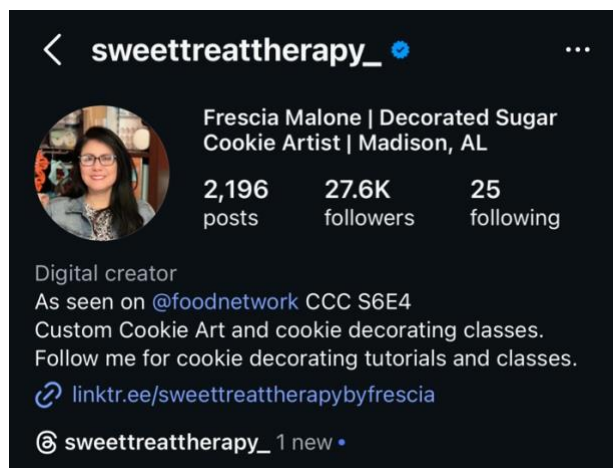 sweettreattherapy_
Frescia Malone | Decorated Sugar
Cookie Artist | Madison, AL
2,196 27.6K 25
posts followers following
Digital creator
As seen on @foodnetwork CCC S6E4
Custom Cookie Art and cookie decorating classes.
Follow me for cookie decorating tutorials and classes.
linktr.ee/sweettreattherapybyfrescia
sweettreattherapy_ 1 new